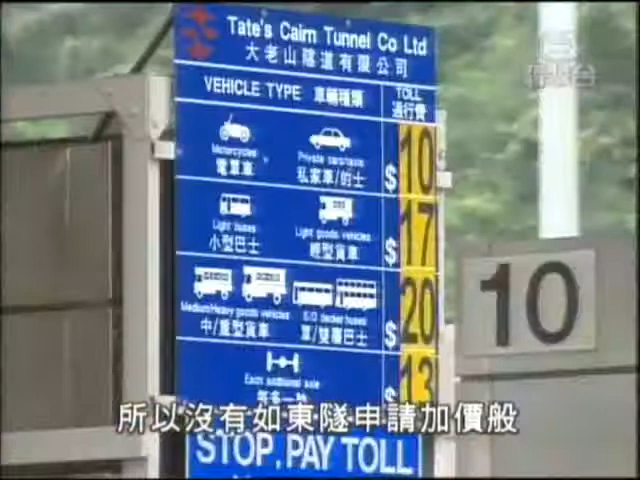 Tate's Cairn Tunnel Co Ltd
大老山隧道有限公司
VEHICLE TYPE 車輛種類
TOLL
通行費
Motorcycles
電單車
Private cars/taxis
私家車/的士
$10
Light buses
小型巴士
Light goods vehicles
輕型貨車
$17
Medium/Heavy goods vehicles
中/重型貨車
S/D decker buses
單/雙層巴士
$20
Each additional axle
$13
所以沒有如東隧申請加價般
STOP, PAY TOLL
10